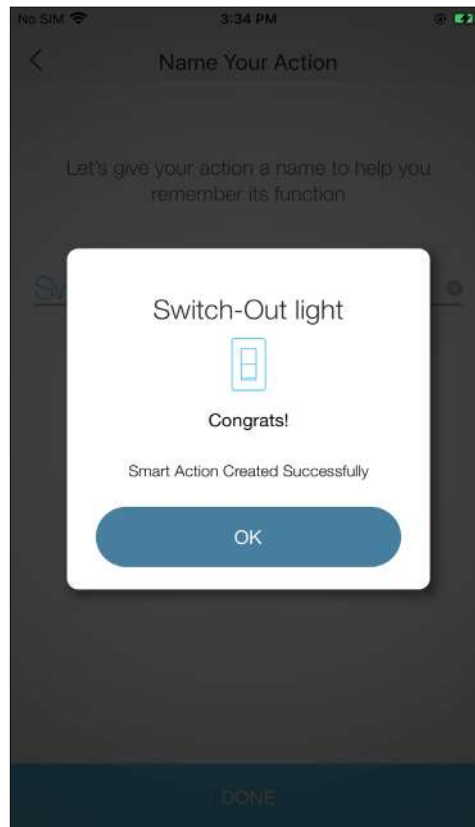 No SIM 3:34 PM
Name Your Action
Let's give your action a name to help you
remember its function
Sw
Switch-Out light
Congrats!
Smart Action Created Successfully
OK
DONE